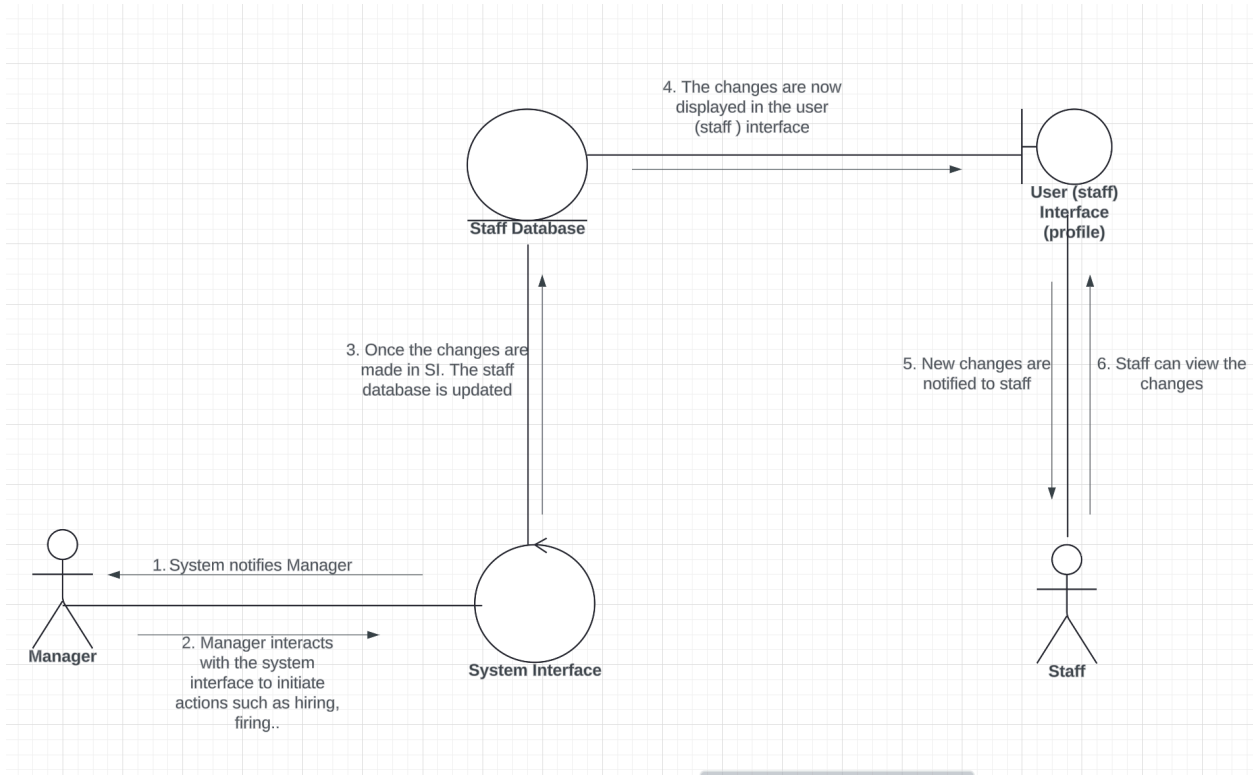 4. The changes are now
displayed in the user
(staff ) interface
User (staff)
Interface
(profile)
Staff Database
3. Once the changes are
made in SI. The staff
database is updated
5. New changes are
notified to staff
6. Staff can view the
changes
1. System notifies Manager
2. Manager interacts
with the system
interface to initiate
actions such as hiring,
firing..
Manager
System Interface
Staff